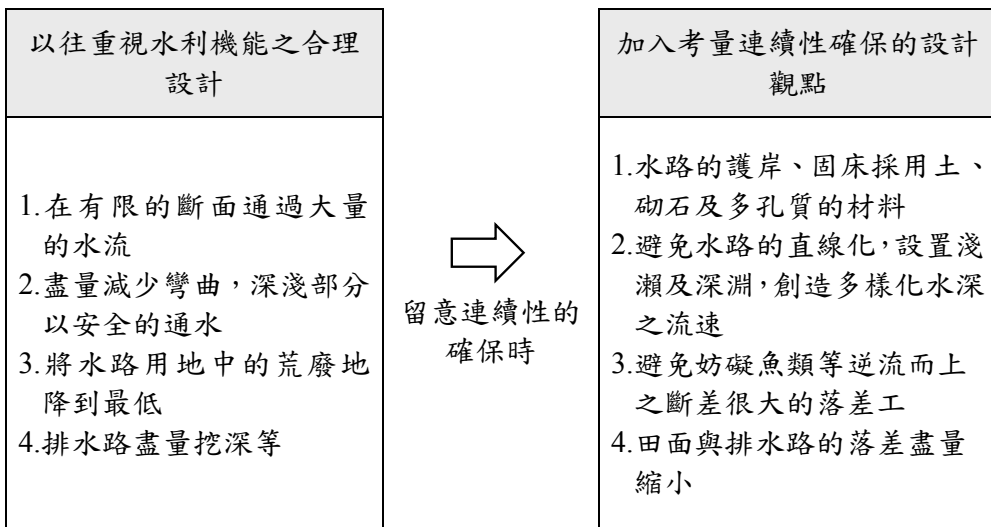 以往重視水利機能之合理
設計
1.在有限的斷面通過大量
的水流
2.盡量減少彎曲，深淺部分
以安全的通水
3.將水路用地中的荒廢地
降到最低
4.排水路盡量挖深等
留意連續性的
確保時
加入考量連續性確保的設計
觀點
1.水路的護岸、固床採用土、
砌石及多孔質的材料
2.避免水路的直線化，設置淺
瀨及深淵，創造多樣化水深
之流速
3.避免妨礙魚類等逆流而上
之斷差很大的落差工
4.田面與排水路的落差盡量
縮小